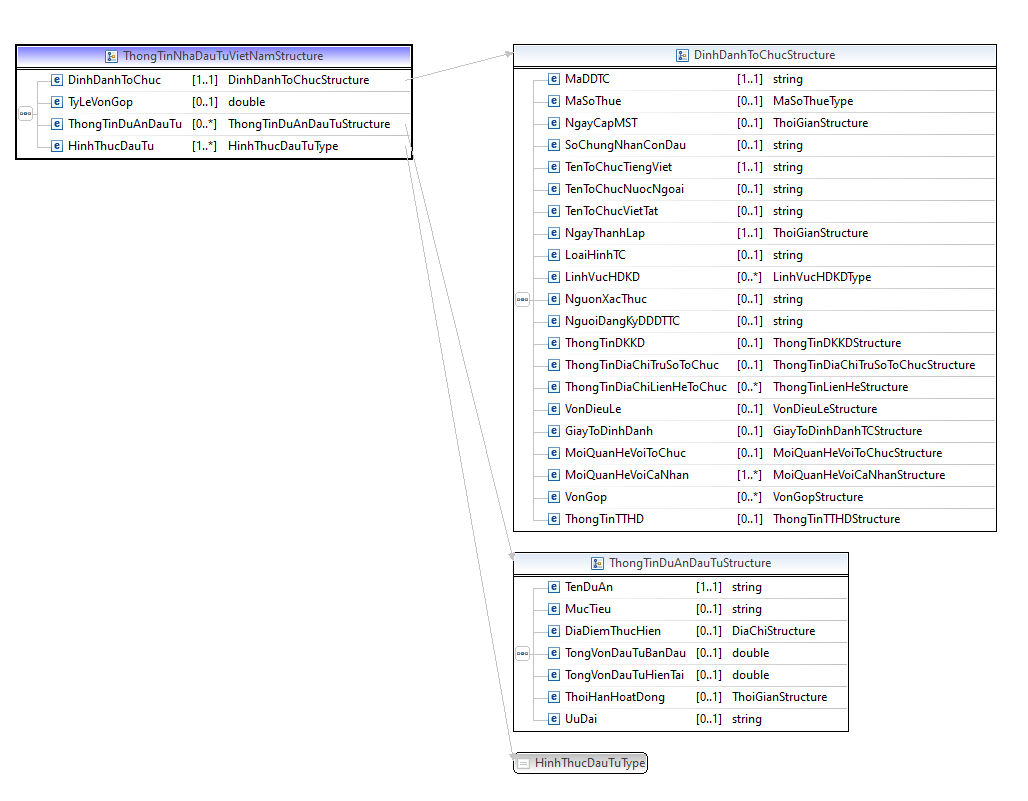 ThongTinNhaDauTuVietNamStructure
DinhDanhToChuc [1..1] DinhDanhToChucStructure
TyLeVonGop [0..1] double
ThongTinDuAnDauTu [0..*] ThongTinDuAnDauTuStructure
HinhThucDauTu [1..*] HinhThucDauTuType
DinhDanhToChucStructure
MaDDTC [1..1] string
MaSoThue [0..1] MaSoThueType
NgayCapMST [0..1] ThoiGianStructure
SoChungNhanConDau [0..1] string
TenToChucTiengViet [1..1] string
TenToChucNuocNgoai [0..1] string
TenToChucVietTat [0..1] string
NgayThanhLap [1..1] ThoiGianStructure
LoaiHinhTC [0..1] string
LinhVucHDKD [0..*] LinhVucHDKDType
NguonXacThuc [0..1] string
NguoiDangKyDDDTTC [0..1] string
ThongTinDKKD [0..1] ThongTinDKKDStructure
ThongTinDiaChiTruSoToChuc [0..1] ThongTinDiaChiTruSoToChucStructure
ThongTinDiaChiLienHeToChuc [0..*] ThongTinLienHeStructure
VonDieuLe [0..1] VonDieuLeStructure
GiayToDinhDanh [0..1] GiayToDinhDanhTCStructure
MoiQuanHeVoiToChuc [0..1] MoiQuanHeVoiToChucStructure
MoiQuanHeVoiCaNhan [1..*] MoiQuanHeVoiCaNhanStructure
VonGop [0..*] VonGopStructure
ThongTinTTHD [0..1] ThongTinTTHDStructure
ThongTinDuAnDauTuStructure
TenDuAn [1..1] string
MucTieu [0..1] string
DiaDiemThucHien [0..1] DiaChiStructure
TongVonDauTuBanDau [0..1] double
TongVonDauTuHienTai [0..1] double
ThoiHanHoatDong [0..1] ThoiGianStructure
UuDai [0..1] string
HinhThucDauTuType